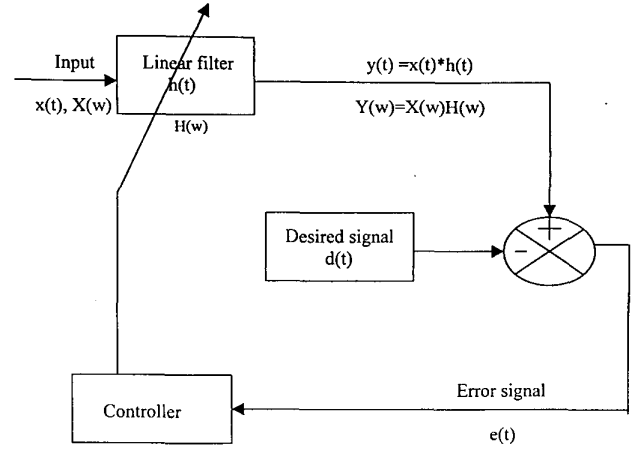 Input
x(t), X(w)
Linear filter
h(t)
H(w)
y(t) =x(t)*h(t)
Y(w)=X(w)H(w)
Desired signal
d(t)
+
-
Controller
Error signal
e(t)